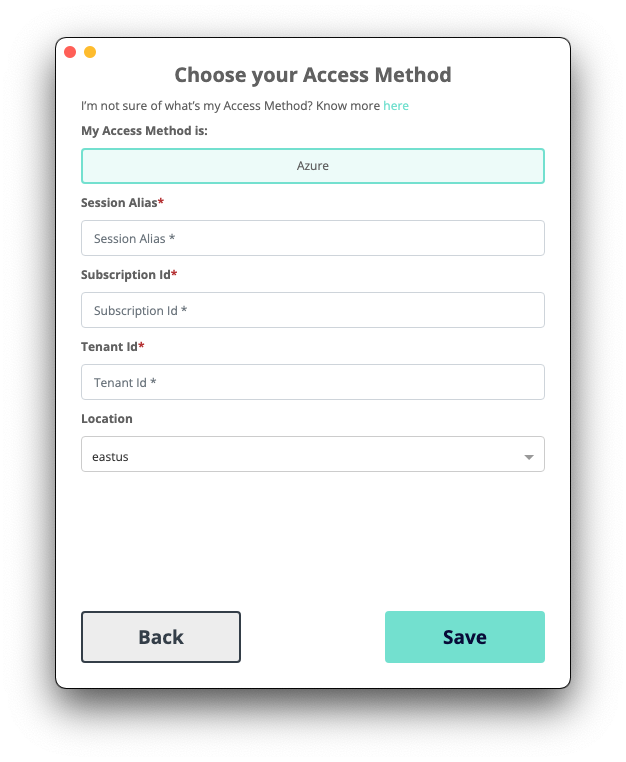 Choose your Access Method
I'm not sure of what's my Access Method? Know more here
My Access Method is:
Azure
Session Alias*
Session Alias *
Subscription Id*
Subscription Id *
Tenant Id*
Tenant Id *
Location
eastus
Back Save